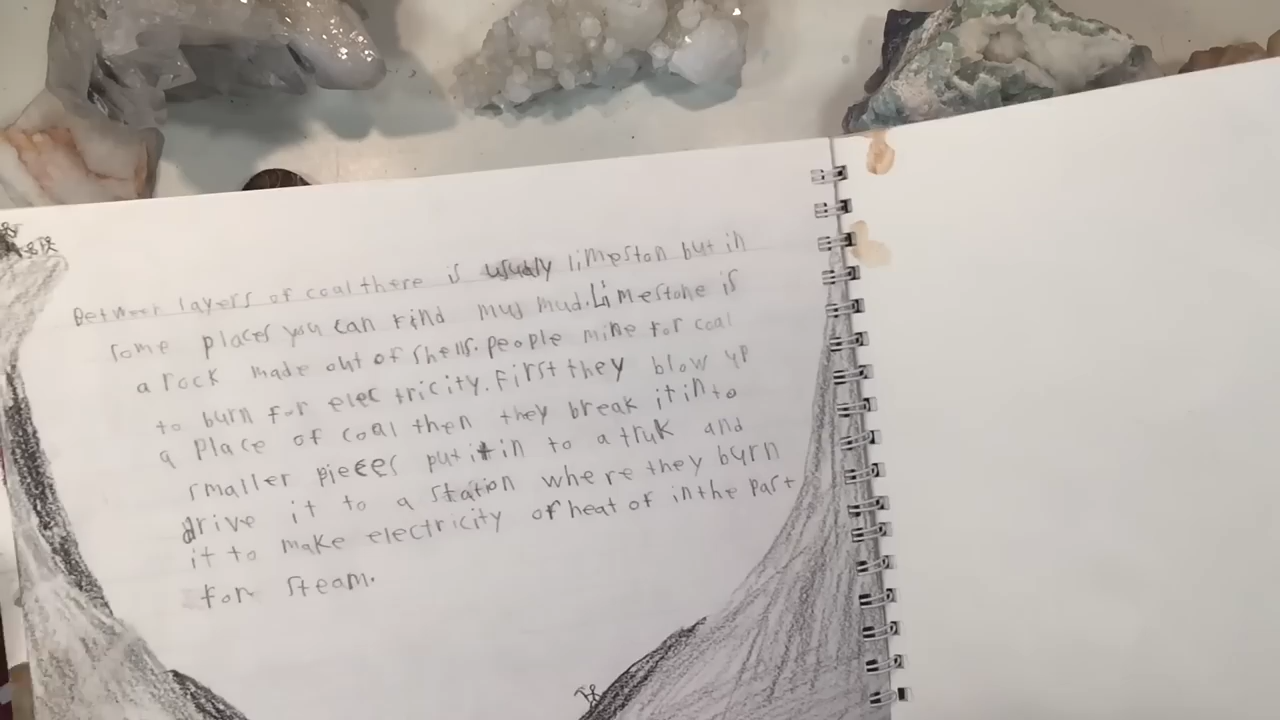 Between layers of coal there is usually limeston but in
some places you can find mud mud. Limestone is
a rock made out of shells. people mine for coal
to burn for elec tricity. First they blow up
a place of coal then they break it in to
smaller pieces put it in to a truk and
drive it to a station where they burn
it to make electricity of heat of in the past
for steam.